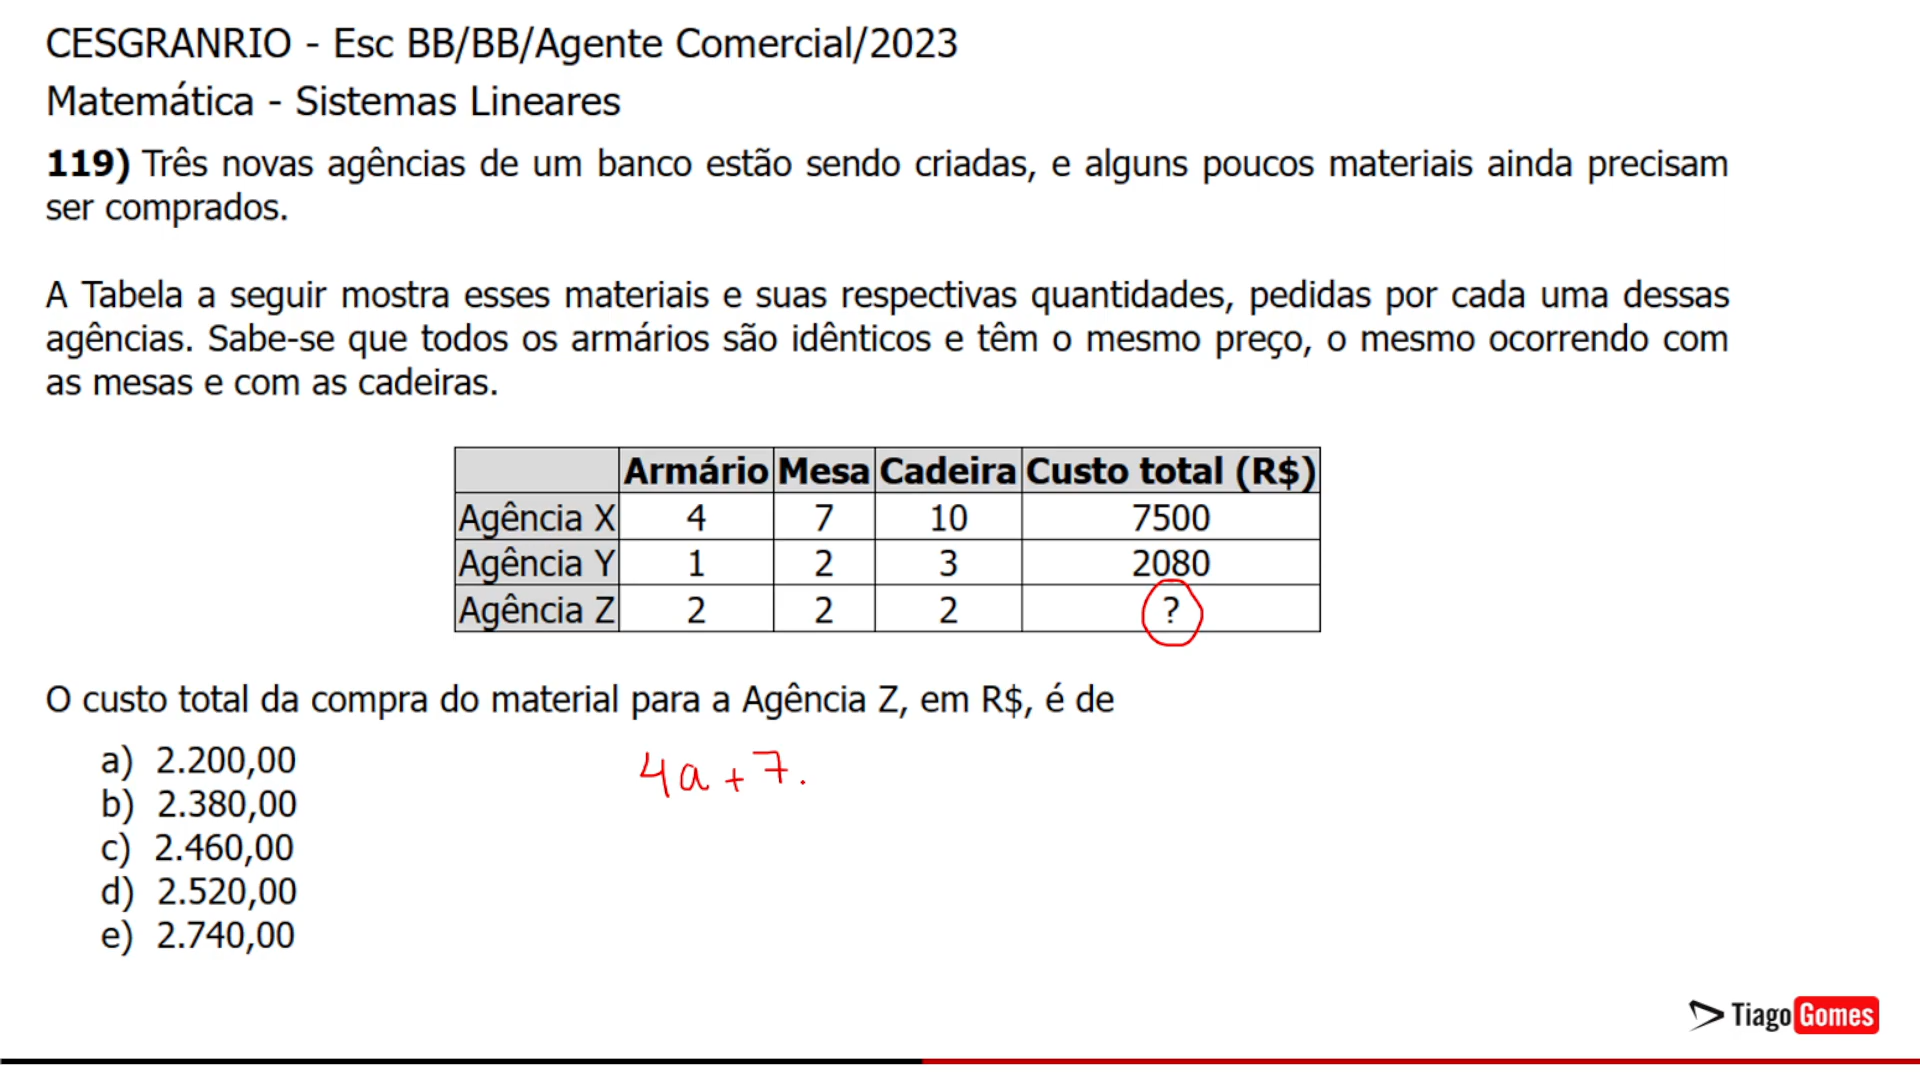 CESGRANRIO - Esc BB/BB/Agente Comercial/2023
Matemática - Sistemas Lineares
119) Três novas agências de um banco estão sendo criadas, e alguns poucos materiais ainda precisam
ser comprados.
A Tabela a seguir mostra esses materiais e suas respectivas quantidades, pedidas por cada uma dessas
agências. Sabe-se que todos os armários são idênticos e têm o mesmo preço, o mesmo ocorrendo com
as mesas e com as cadeiras.
Armário Mesa Cadeira Custo total (R$)
Agência X 4 7 10 7500
Agência Y 1 2 3 2080
Agência Z 2 2 2 ?
O custo total da compra do material para a Agência Z, em R$, é de
a) 2.200,00
b) 2.380,00
c) 2.460,00
d) 2.520,00
e) 2.740,00
4a + 7.
Tiago Gomes